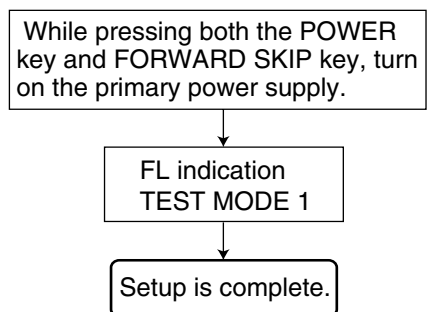 While pressing both the POWER
key and FORWARD SKIP key, turn
on the primary power supply.
FL indication
TEST MODE 1
Setup is complete.